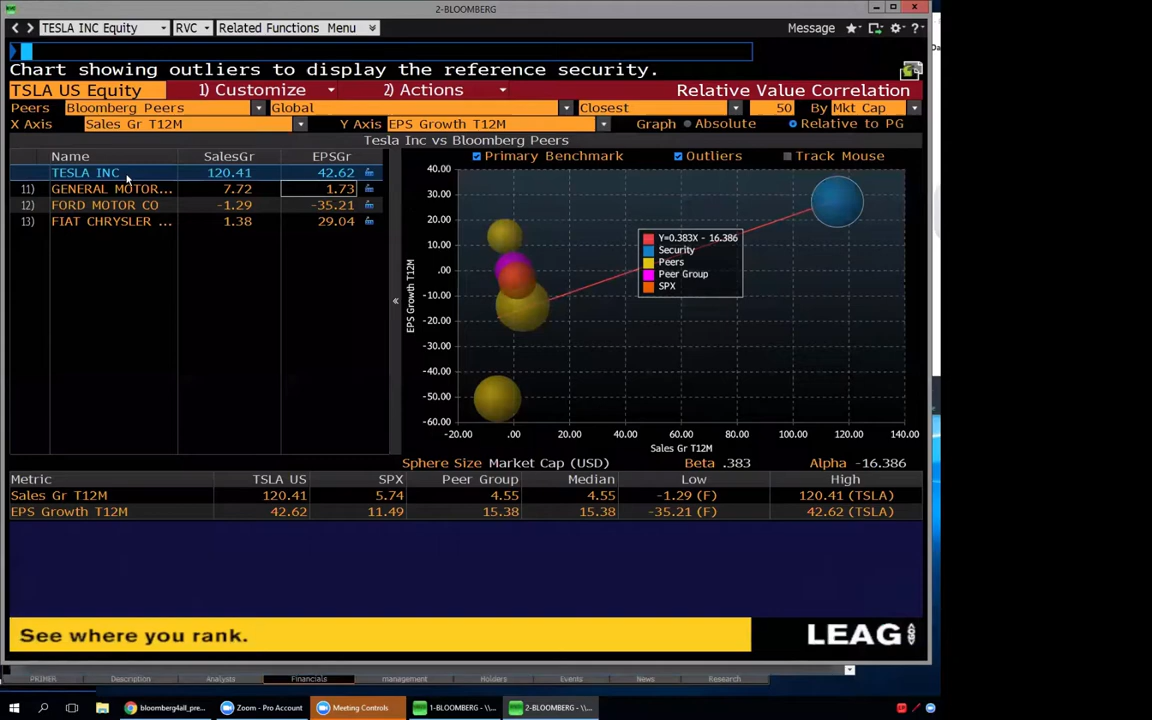 2-BLOOMBERG
TESLA INC Equity RVC Related Functions Menu Message
Chart showing outliers to display the reference security.
TSLA US Equity 1) Customize 2) Actions Relative Value Correlation
Peers Bloomberg Peers Global Closest 50 By Mkt Cap
X Axis Sales Gr T12M Y Axis EPS Growth T12M Graph Absolute Relative to PG
Tesla Inc vs Bloomberg Peers
Name SalesGr EPSGr Primary Benchmark Outliers Track Mouse
TESLA INC 120.41 42.62
11) GENERAL MOTOR... 7.72 1.73
12) FORD MOTOR CO -1.29 -35.21
13) FIAT CHRYSLER ... 1.38 29.04
40.00
30.00
20.00
10.00
.00
-10.00
-20.00
-30.00
-40.00
-50.00
-60.00
EPS Growth T12M
Y=0.383X - 16.386
Security
Peers
Peer Group
SPX
-20.00 .00 20.00 40.00 60.00 80.00 100.00 120.00 140.00
Sales Gr T12M
Sphere Size Market Cap (USD) Beta .383 Alpha -16.386
Metric TSLA US SPX Peer Group Median Low High
Sales Gr T12M 120.41 5.74 4.55 4.55 -1.29 (F) 120.41 (TSLA)
EPS Growth T12M 42.62 11.49 15.38 15.38 -35.21 (F) 42.62 (TSLA)
See where you rank. LEAG
PRIMER Description Analysts Financials management Holders Events News Research
bloomberg4all_pre... Zoom - Pro Account Meeting Controls 1-BLOOMBERG - \\... 2-BLOOMBERG - \\...